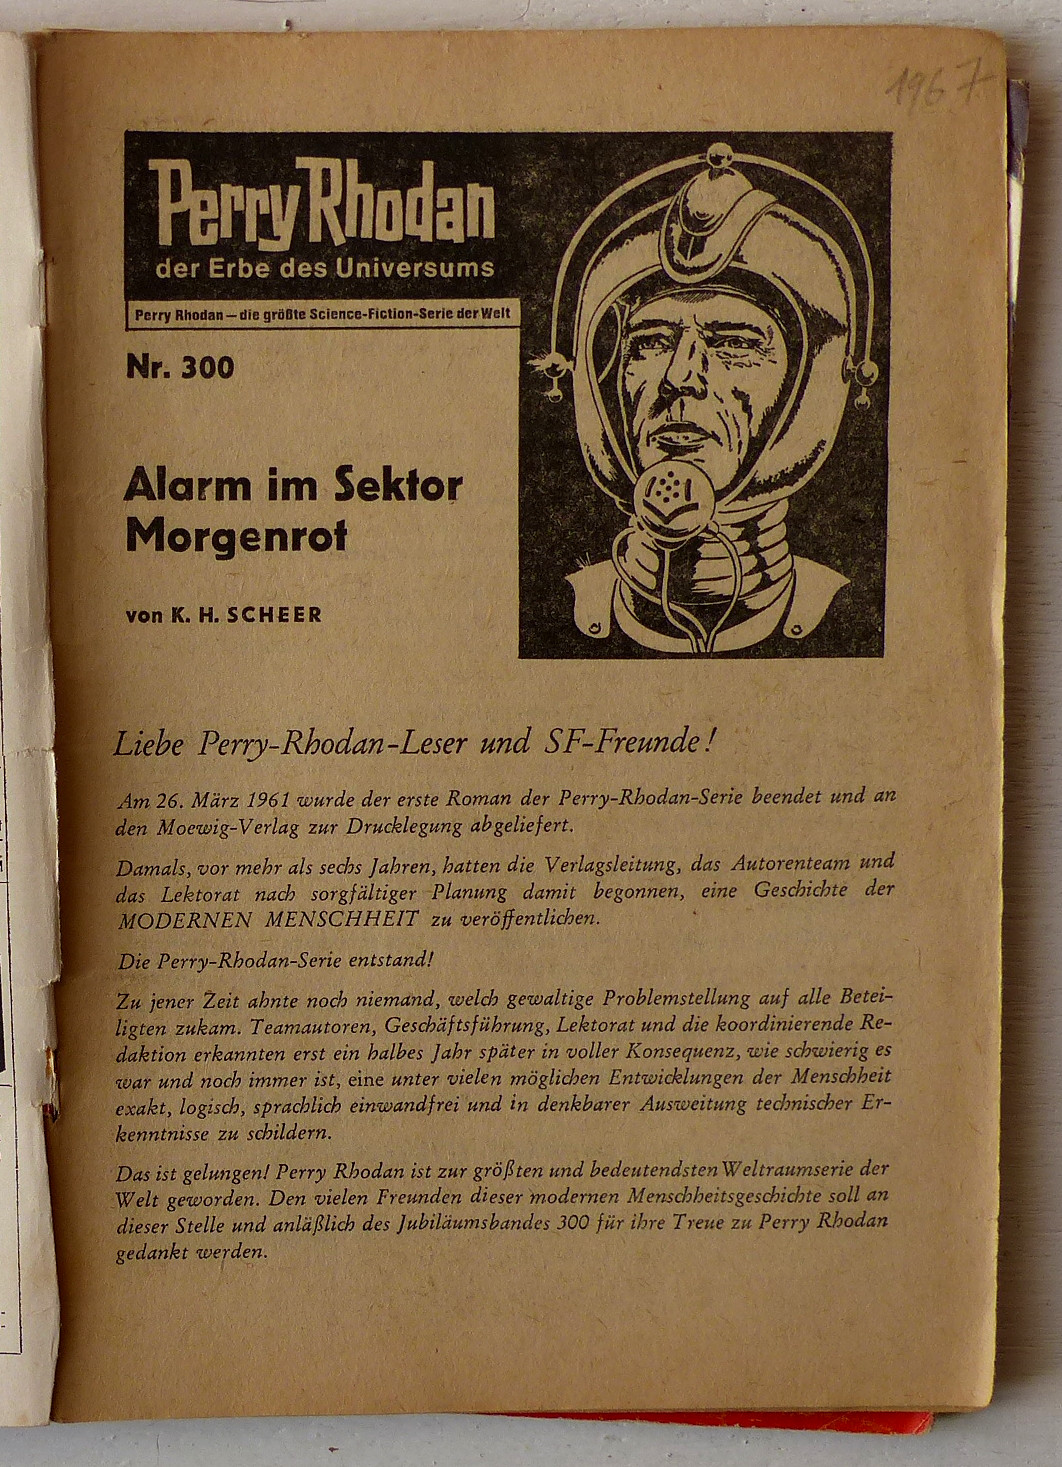 1967
Perry Rhodan
der Erbe des Universums
Perry Rhodan – die größte Science-Fiction-Serie der Welt
Nr. 300
Alarm im Sektor
Morgenrot
von K. H. SCHEER
Liebe Perry-Rhodan-Leser und SF-Freunde!
Am 26. März 1961 wurde der erste Roman der Perry-Rhodan-Serie beendet und an
den Moewig-Verlag zur Drucklegung abgeliefert.
Damals, vor mehr als sechs Jahren, hatten die Verlagsleitung, das Autorenteam und
das Lektorat nach sorgfältiger Planung damit begonnen, eine Geschichte der
MODERNEN MENSCHHEIT zu veröffentlichen.
Die Perry-Rhodan-Serie entstand!
Zu jener Zeit ahnte noch niemand, welch gewaltige Problemstellung auf alle Betei-
ligten zukam. Teamautoren, Geschäftsführung, Lektorat und die koordinierende Re-
daktion erkannten erst ein halbes Jahr später in voller Konsequenz, wie schwierig es
war und noch immer ist, eine unter vielen möglichen Entwicklungen der Menschheit
exakt, logisch, sprachlich einwandfrei und in denkbarer Ausweitung technischer Er-
kenntnisse zu schildern.
Das ist gelungen! Perry Rhodan ist zur größten und bedeutendsten Weltraumserie der
Welt geworden. Den vielen Freunden dieser modernen Menschheitsgeschichte soll an
dieser Stelle und anläßlich des Jubiläumsbandes 300 für ihre Treue zu Perry Rhodan
gedankt werden.